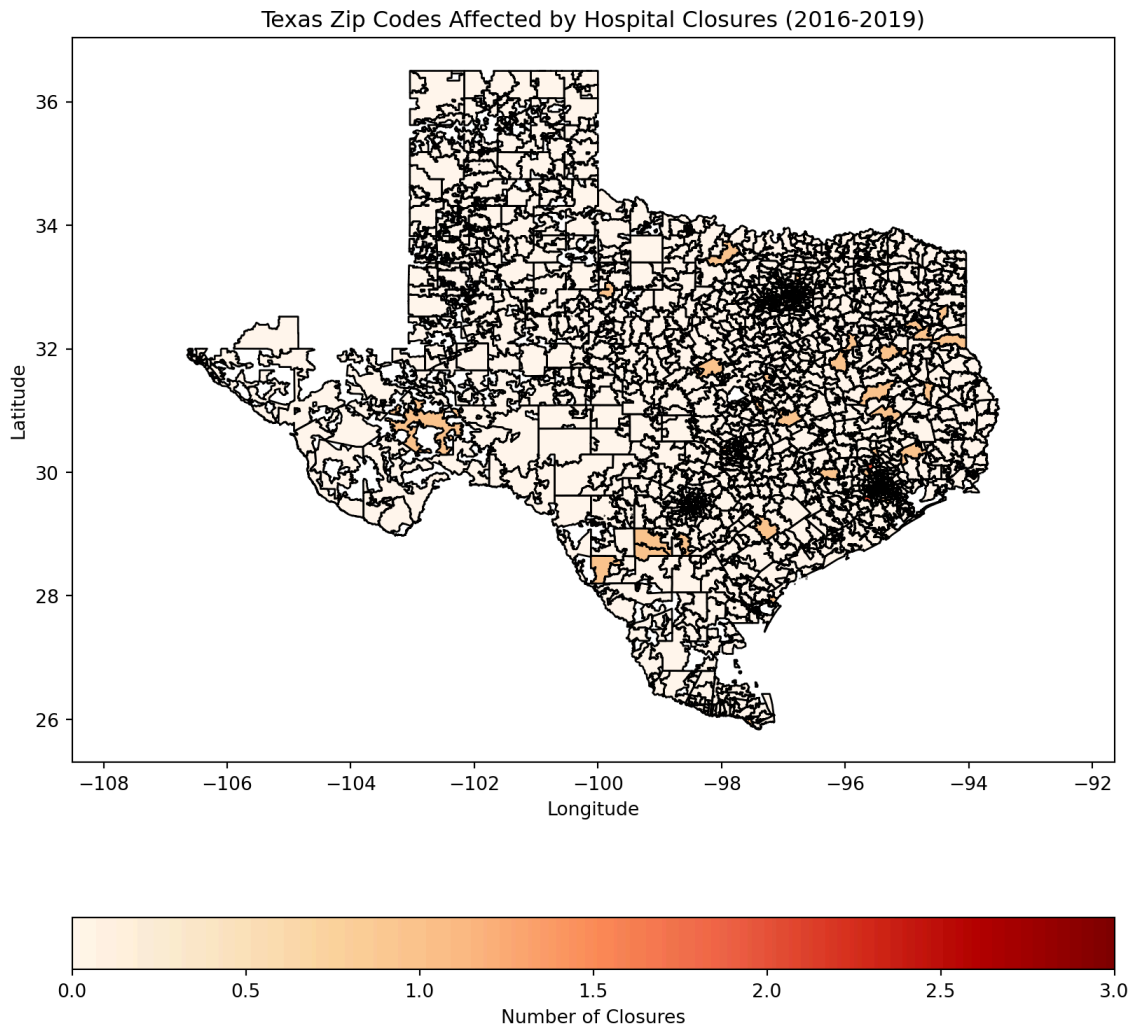 Texas Zip Codes Affected by Hospital Closures (2016-2019)
36
34
32
30
28
26
Latitude
−108 −106 −104 −102 −100 −98 −96 −94 −92
Longitude
0.0 0.5 1.0 1.5 2.0 2.5 3.0
Number of Closures